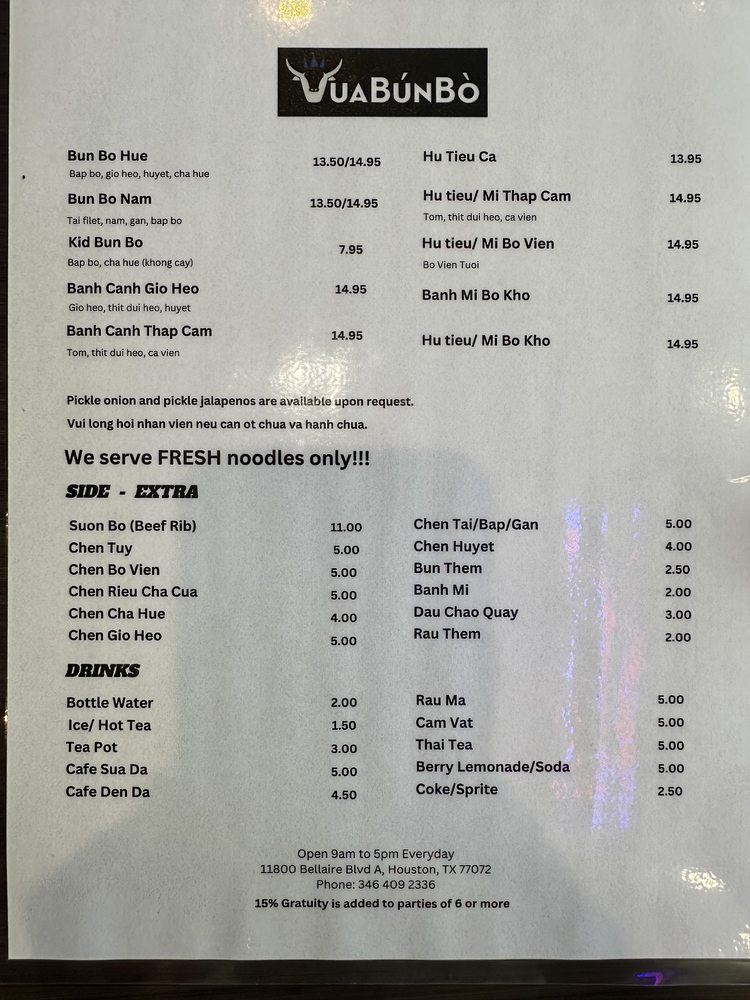 VUABÚNBÒ
Bun Bo Hue 13.50/14.95
Bap bo, gio heo, huyet, cha hue
Bun Bo Nam 13.50/14.95
Tai filet, nam, gan, bap bo
Kid Bun Bo 7.95
Bap bo, cha hue (khong cay)
Banh Canh Gio Heo 14.95
Gio heo, thit dui heo, huyet
Banh Canh Thap Cam 14.95
Tom, thit dui heo, ca vien
Hu Tieu Ca 13.95
Hu tieu/ Mi Thap Cam 14.95
Tom, thit dui heo, ca vien
Hu tieu/ Mi Bo Vien 14.95
Bo Vien Tuoi
Banh Mi Bo Kho 14.95
Hu tieu/ Mi Bo Kho 14.95
Pickle onion and pickle jalapenos are available upon request.
Vui long hoi nhan vien neu can ot chua va hanh chua.
We serve FRESH noodles only!!!
SIDE - EXTRA
Suon Bo (Beef Rib) 11.00
Chen Tuy 5.00
Chen Bo Vien 5.00
Chen Rieu Cha Cua 5.00
Chen Cha Hue 4.00
Chen Gio Heo 5.00
Chen Tai/Bap/Gan 5.00
Chen Huyet 4.00
Bun Them 2.50
Banh Mi 2.00
Dau Chao Quay 3.00
Rau Them 2.00
DRINKS
Bottle Water 2.00
Ice/ Hot Tea 1.50
Tea Pot 3.00
Cafe Sua Da 5.00
Cafe Den Da 4.50
Rau Ma 5.00
Cam Vat 5.00
Thai Tea 5.00
Berry Lemonade/Soda 5.00
Coke/Sprite 2.50
Open 9am to 5pm Everyday
11800 Bellaire Blvd A, Houston, TX 77072
Phone: 346 409 2336
15% Gratuity is added to parties of 6 or more